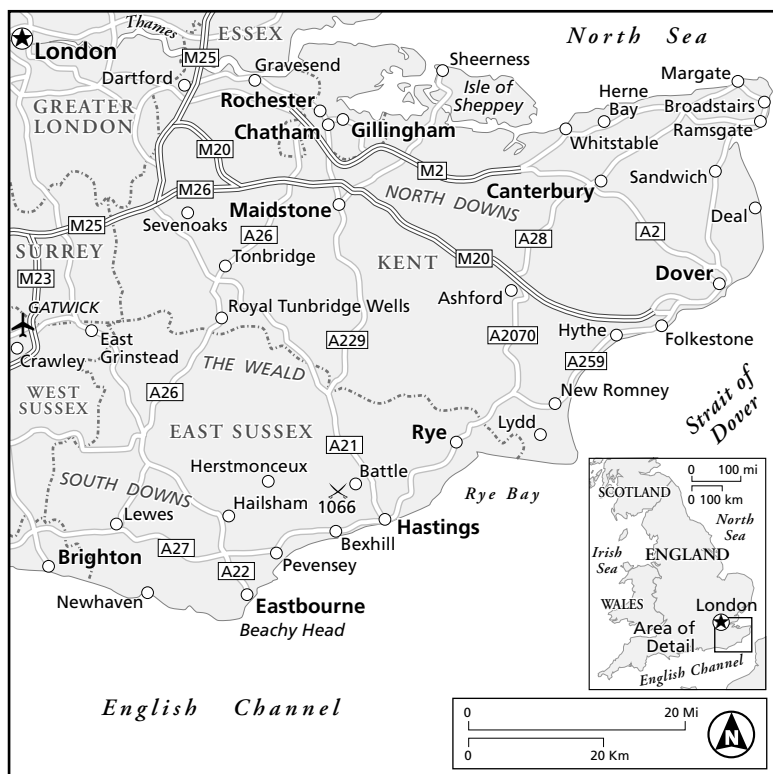 London
Thames
ESSEX
M25
Dartford
Gravesend
North Sea
Sheerness
Isle of
Sheppey
Margate
Herne
Bay
Broadstairs
Ramsgate
GREATER
LONDON
Rochester
Chatham
Gillingham
Whitstable
M20
M2
M26
NORTH DOWNS
Canterbury
Sandwich
Sevenoaks
Maidstone
Deal
M25
A26
A28
A2
SURREY
Tonbridge
KENT
M20
M23
Dover
GATWICK
Ashford
Royal Tunbridge Wells
East
Grinstead
A229
A2070
Hythe
Folkestone
Crawley
THE WEALD
A259
WEST
SUSSEX
A26
New Romney
Strait of
Dover
EAST SUSSEX
A21
Rye
Lydd
Herstmonceux
Battle
SOUTH DOWNS
1066
Rye Bay
Hailsham
Lewes
Hastings
Bexhill
A27
Brighton
Pevensey
A22
Newhaven
Eastbourne
Beachy Head
English Channel
0 100 mi
0 100 km
SCOTLAND
North
Sea
Irish
Sea
ENGLAND
WALES
London
Area of
Detail
English Channel
0 20 Mi
0 20 Km
N